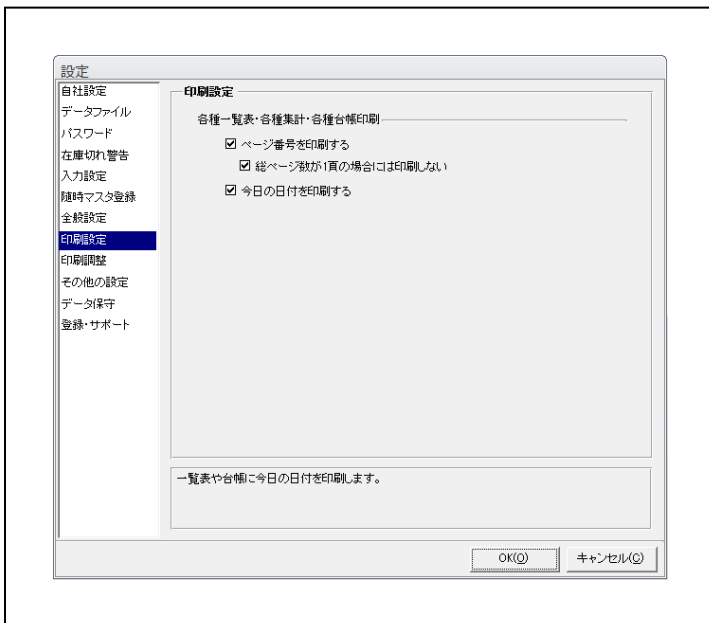 設定
自社設定
データファイル
パスワード
在庫切れ警告
入力設定
随時マスタ登録
全般設定
印刷設定
印刷調整
その他の設定
データ保守
登録・サポート
印刷設定
各種一覧表・各種集計・各種台帳印刷
ページ番号を印刷する
総ページ数が1頁の場合には印刷しない
今日の日付を印刷する
一覧表や台帳に今日の日付を印刷します。
OK(O)
キャンセル(C)